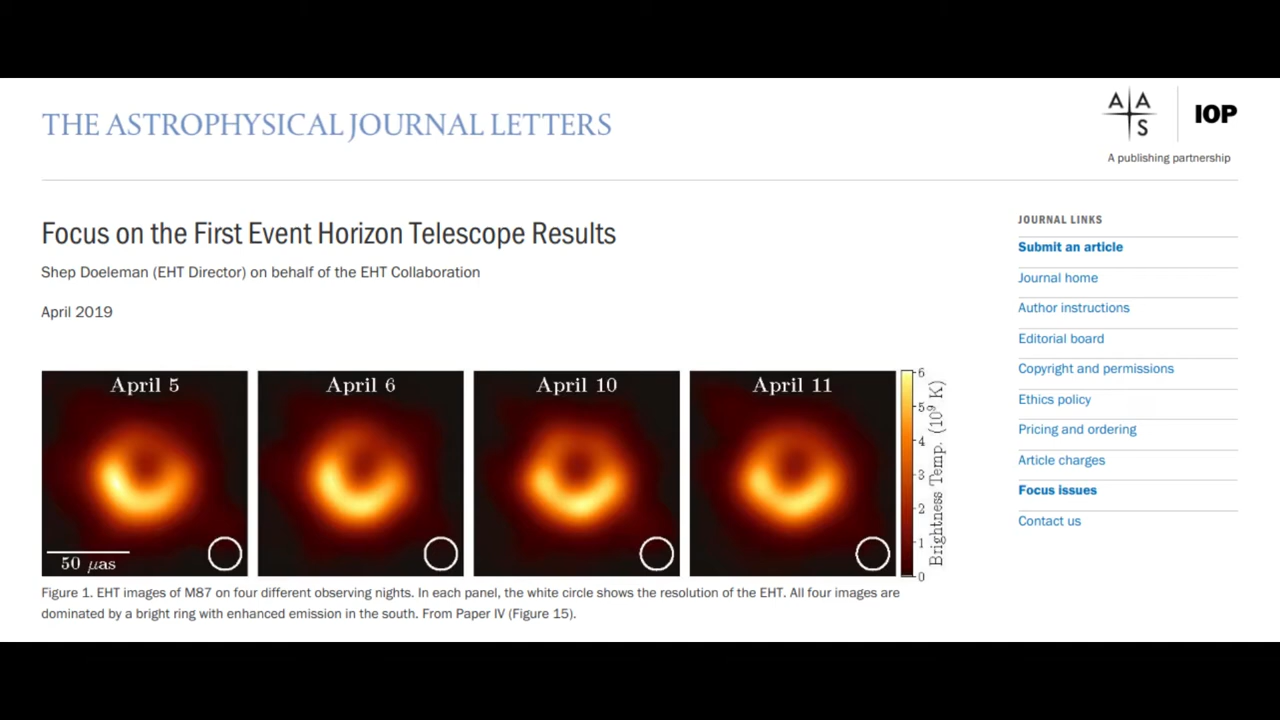 THE ASTROPHYSICAL JOURNAL LETTERS
A A
S
IOP
A publishing partnership
Focus on the First Event Horizon Telescope Results
Shep Doeleman (EHT Director) on behalf of the EHT Collaboration
April 2019
April 5
April 6
April 10
April 11
50 μas
6
5
4
3
2
1
0
Brightness Temp. (10⁹ K)
Figure 1. EHT images of M87 on four different observing nights. In each panel, the white circle shows the resolution of the EHT. All four images are
dominated by a bright ring with enhanced emission in the south. From Paper IV (Figure 15).
JOURNAL LINKS
Submit an article
Journal home
Author instructions
Editorial board
Copyright and permissions
Ethics policy
Pricing and ordering
Article charges
Focus issues
Contact us